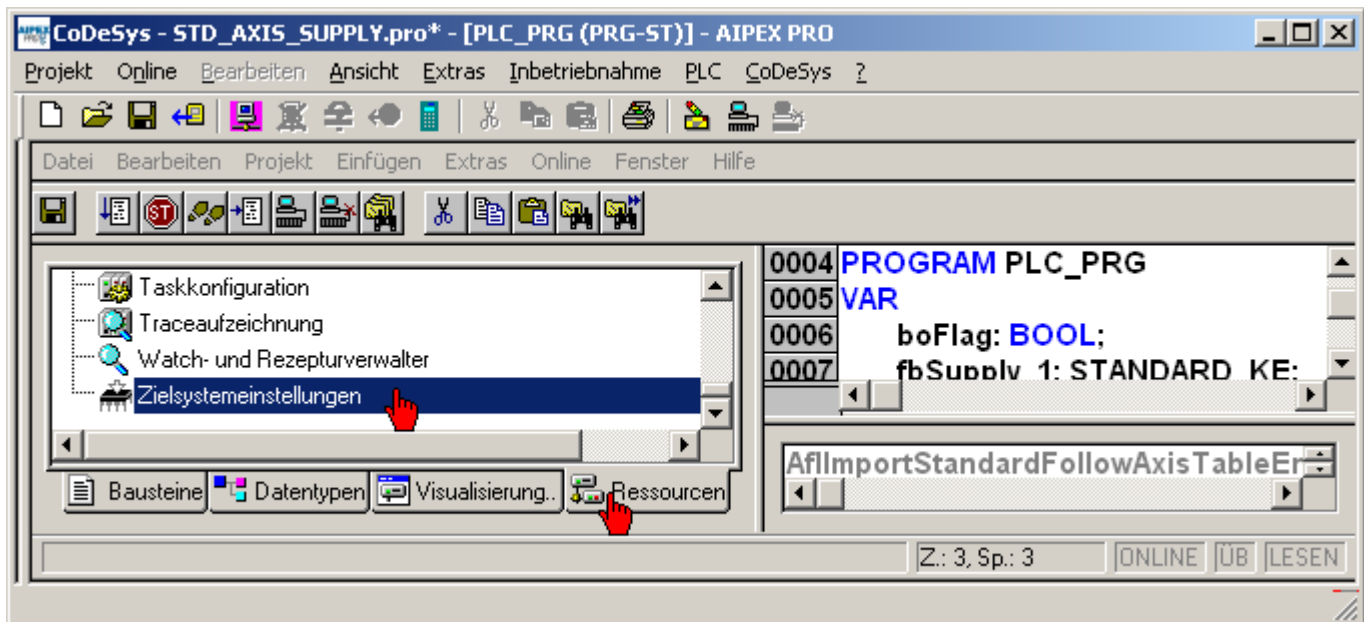 CoDeSys - STD_AXIS_SUPPLY.pro* - [PLC_PRG (PRG-ST)] - AIPEX PRO
Projekt Online Bearbeiten Ansicht Extras Inbetriebnahme PLC CoDeSys ?
Datei Bearbeiten Projekt Einfügen Extras Online Fenster Hilfe
ST
Taskkonfiguration
Traceaufzeichnung
Watch- und Rezepturverwalter
Zielsystemeinstellungen
Bausteine Datentypen Visualisierung.. Ressourcen
0004 PROGRAM PLC_PRG
0005 VAR
0006 boFlag: BOOL;
0007 fbSupply_1: STANDARD_KE;
AflImportStandardFollowAxisTableEr
Z.: 3, Sp.: 3 ONLINE ÜB LESEN